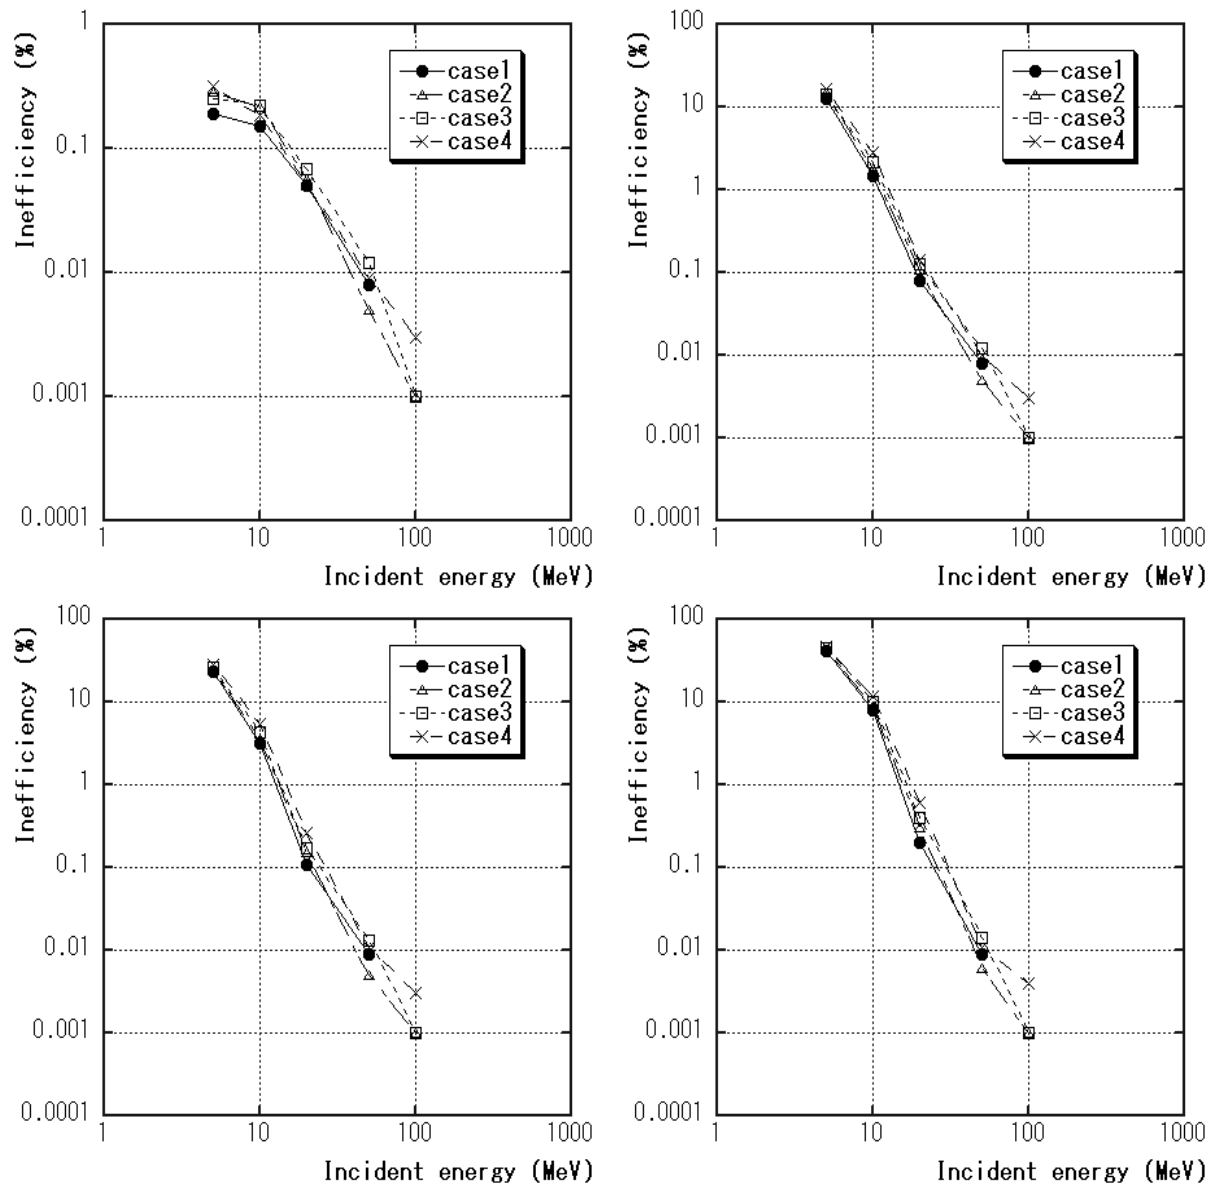 Inefficiency (%)
1
0.1
0.01
0.001
0.0001
case1
case2
case3
case4
1
10
100
1000
Incident energy (MeV)
Inefficiency (%)
100
10
1
0.1
0.01
0.001
0.0001
case1
case2
case3
case4
1
10
100
1000
Incident energy (MeV)
Inefficiency (%)
100
10
1
0.1
0.01
0.001
0.0001
case1
case2
case3
case4
1
10
100
1000
Incident energy (MeV)
Inefficiency (%)
100
10
1
0.1
0.01
0.001
0.0001
case1
case2
case3
case4
1
10
100
1000
Incident energy (MeV)